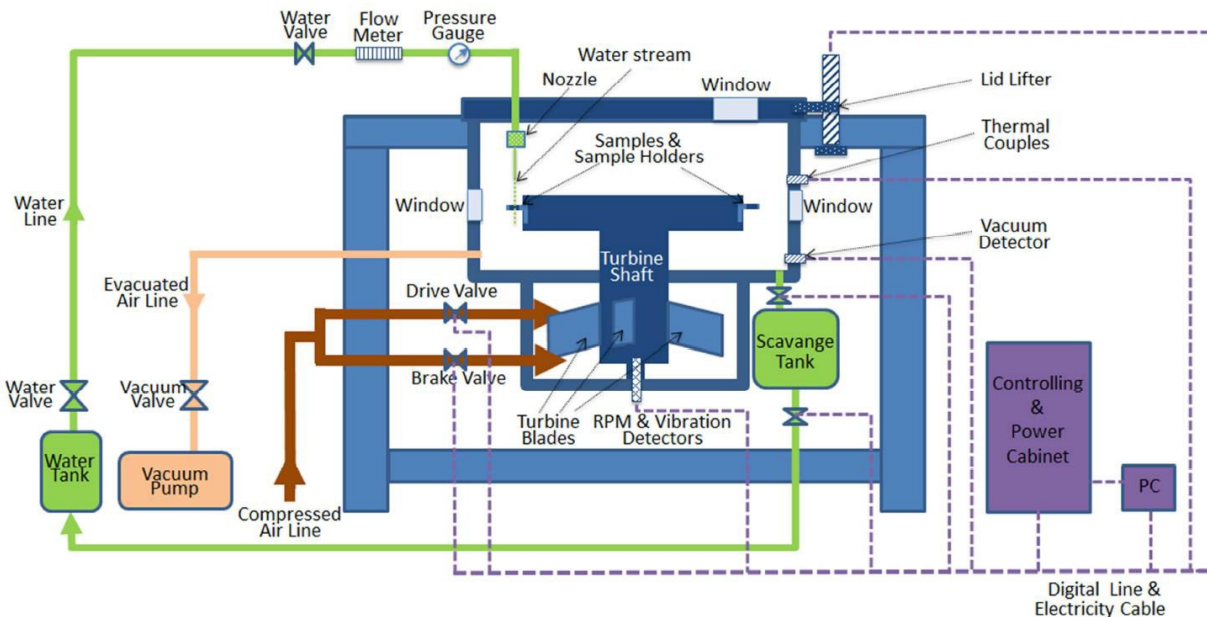 Water
Valve
Flow
Meter
Pressure
Gauge
Water stream
Nozzle
Window
Lid Lifter
Samples &
Sample Holders
Thermal
Couples
Water
Line
Window
Window
Vacuum
Detector
Turbine
Shaft
Evacuated
Air Line
Drive Valve
Scavange
Tank
Water
Valve
Vacuum
Valve
Brake Valve
Controlling
&
Power
Cabinet
Turbine
Blades
RPM & Vibration
Detectors
Water
Tank
Vacuum
Pump
PC
Compressed
Air Line
Digital Line &
Electricity Cable